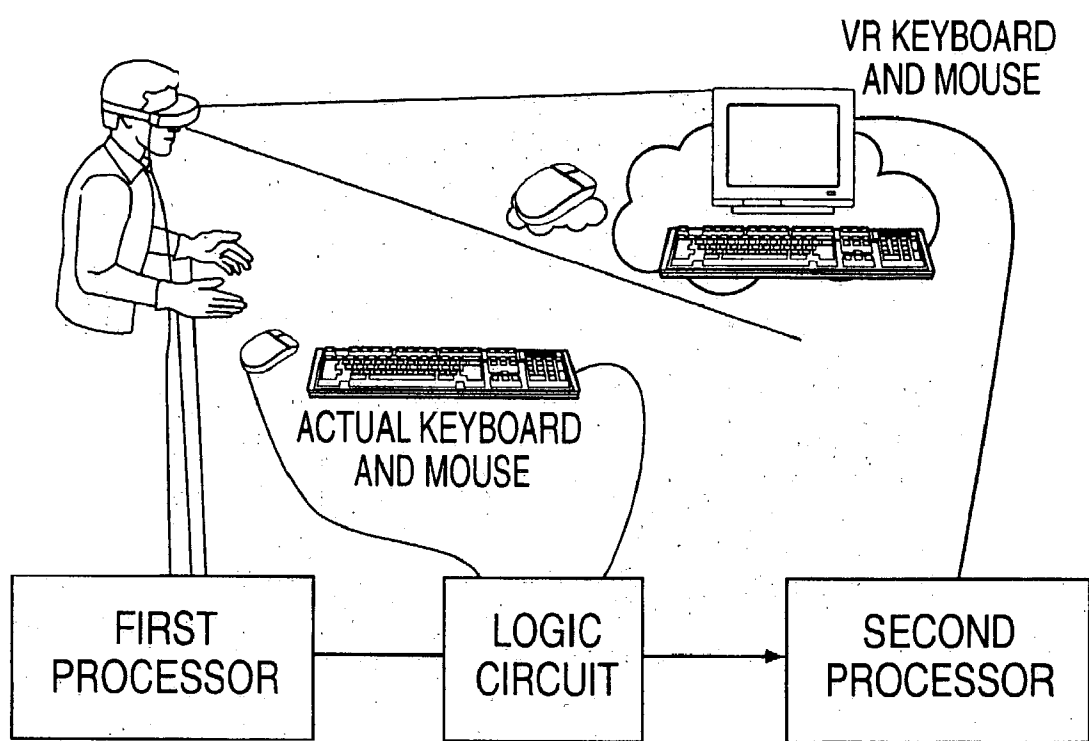 VR KEYBOARD
AND MOUSE
ACTUAL KEYBOARD
AND MOUSE
FIRST
PROCESSOR
LOGIC
CIRCUIT
SECOND
PROCESSOR